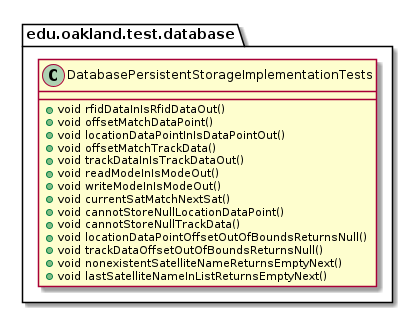 edu.oakland.test.database
C DatabasePersistentStorageImplementationTests
void rfidDataInIsRfidDataOut()
void offsetMatchDataPoint()
void locationDataPointInIsDataPointOut()
void offsetMatchTrackData()
void trackDataInIsTrackDataOut()
void readModeInIsModeOut()
void writeModeInIsModeOut()
void currentSatMatchNextSat()
void cannotStoreNullLocationDataPoint()
void cannotStoreNullTrackData()
void locationDataPointOffsetOutOfBoundsReturnsNull()
void trackDataOffsetOutOfBoundsReturnsNull()
void nonexistentSatelliteNameReturnsEmptyNext()
void lastSatelliteNameInListReturnsEmptyNext()